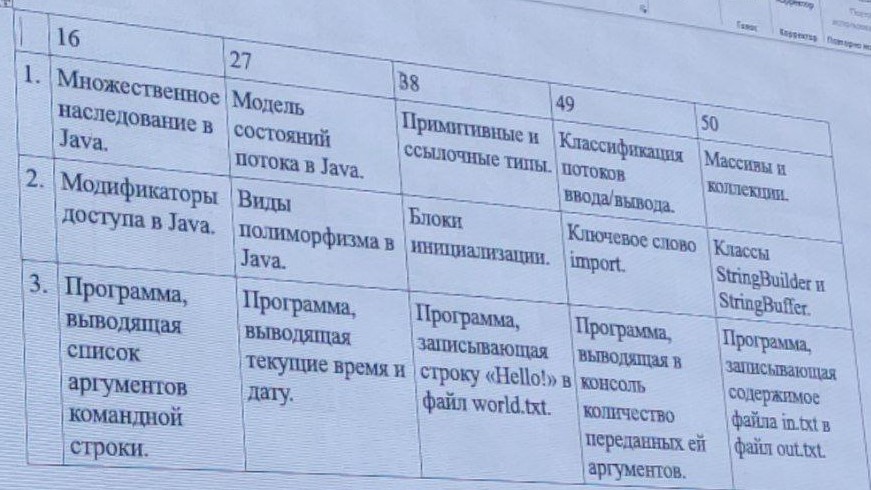 Голос
Корректор
Корректор
Повторно
16
27
38
49
50
1.
Множественное
наследование в
Java.
Модель
состояний
потока в Java.
Примитивные и
ссылочные типы.
Классификация
потоков
ввода/вывода.
Массивы и
коллекции.
2.
Модификаторы
доступа в Java.
Виды
полиморфизма в
Java.
Блоки
инициализации.
Ключевое слово
import.
Классы
StringBuilder и
StringBuffer.
3.
Программа,
выводящая
список
аргументов
командной
строки.
Программа,
выводящая
текущие время и
дату.
Программа,
записывающая
строку «Hello!» в
файл world.txt.
Программа,
выводящая в
консоль
количество
переданных ей
аргументов.
Программа,
записывающая
содержимое
файла in.txt в
файл out.txt.